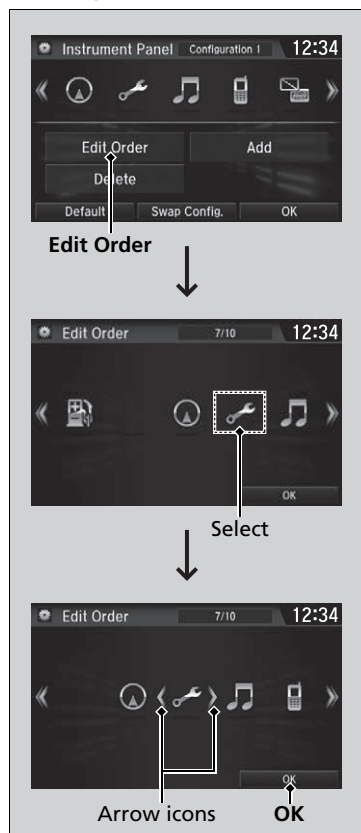 Instrument Panel Configuration 1 12:34
Edit Order Add
Delete
Default Swap Config. OK
Edit Order
Edit Order 7/10 12:34
OK
Select
Edit Order 7/10 12:34
OK
Arrow icons OK